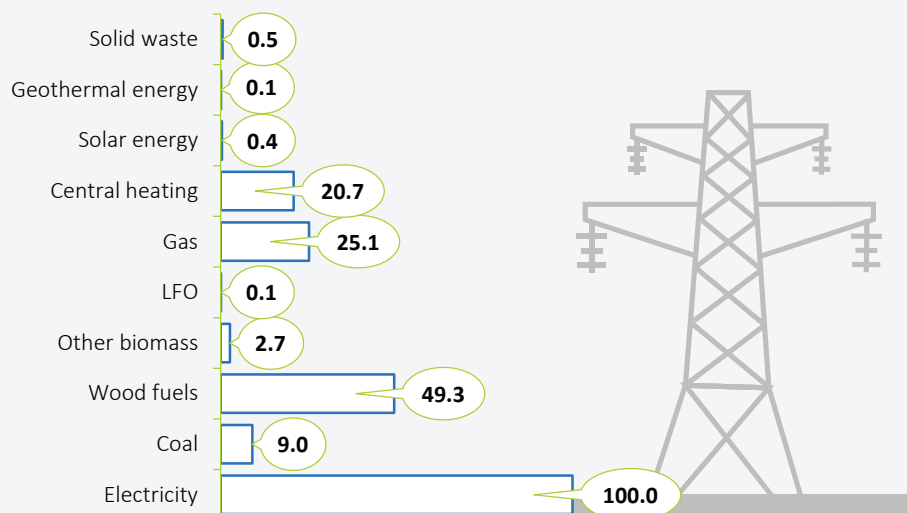 Solid waste 0.5
Geothermal energy 0.1
Solar energy 0.4
Central heating 20.7
Gas 25.1
LFO 0.1
Other biomass 2.7
Wood fuels 49.3
Coal 9.0
Electricity 100.0